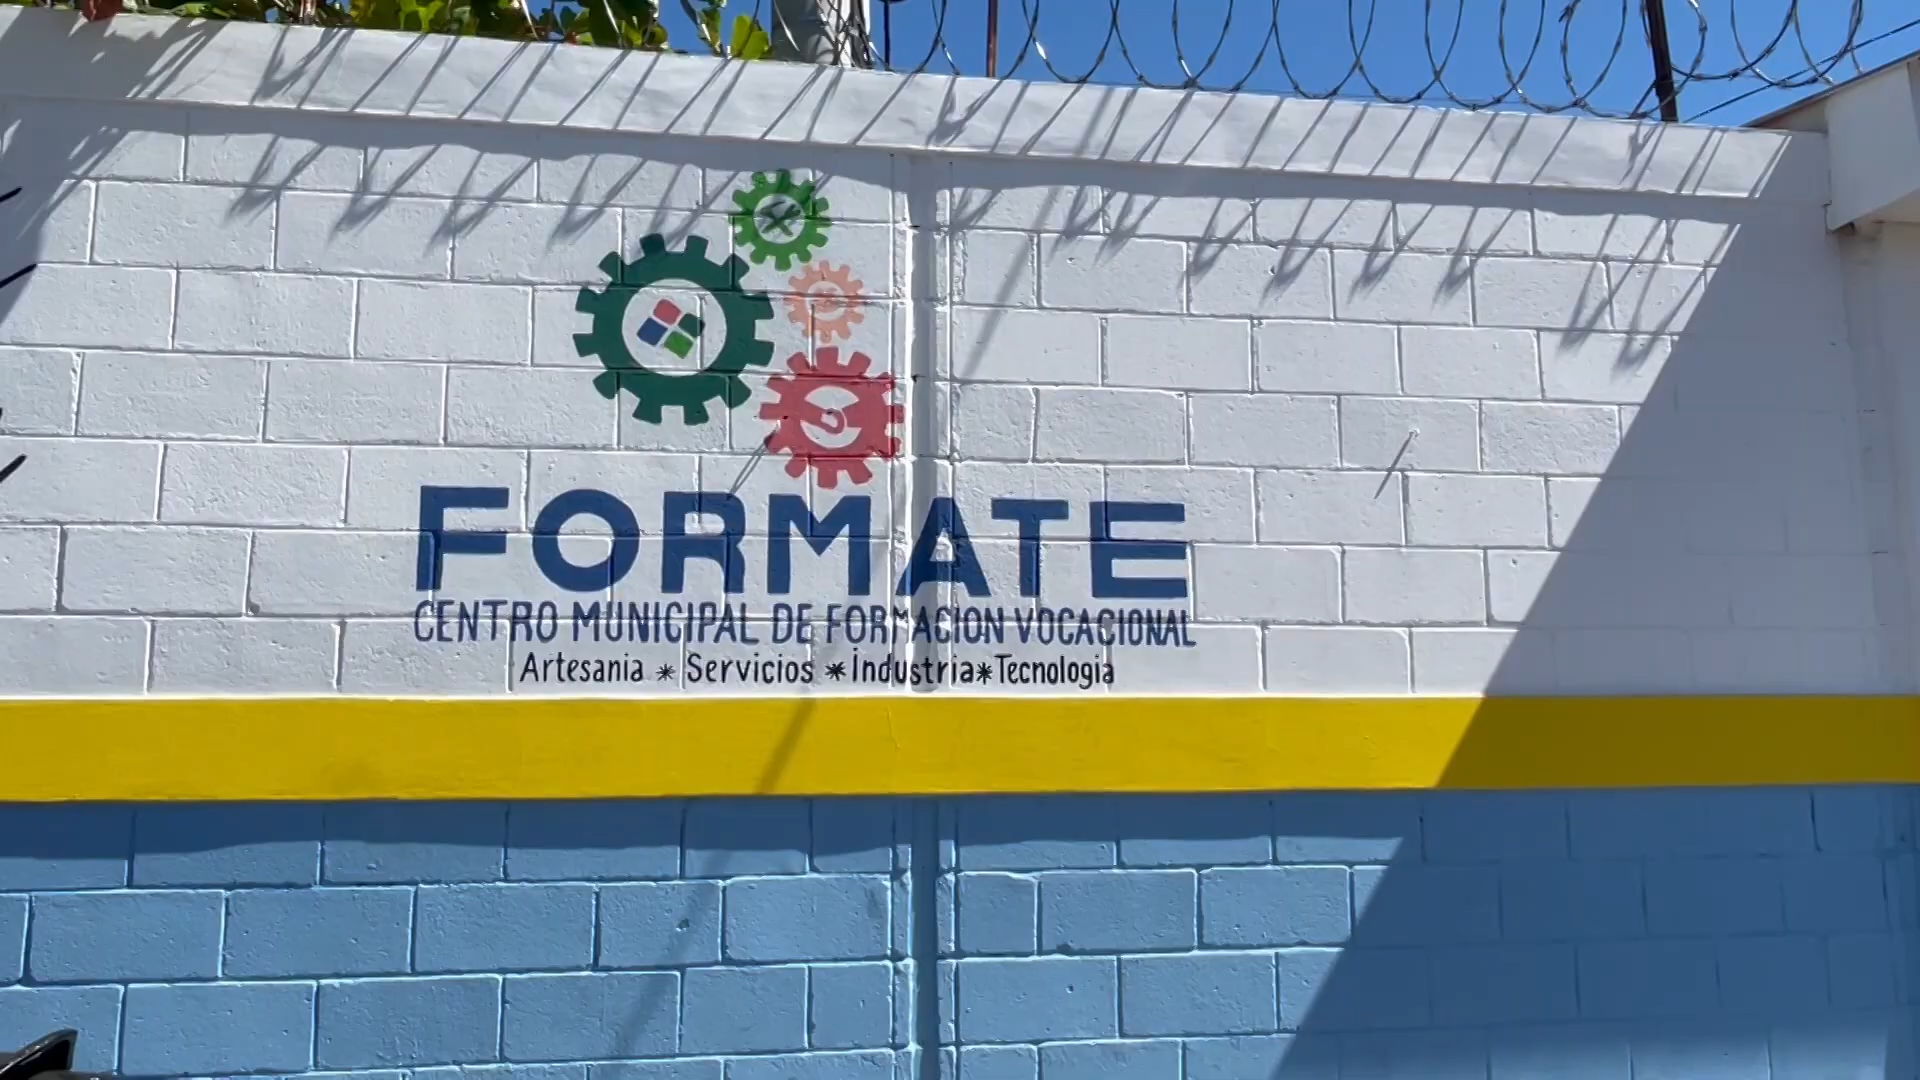 FORMATE
CENTRO MUNICIPAL DE FORMACION VOCACIONAL
Artesania * Servicios * Industria * Tecnologia